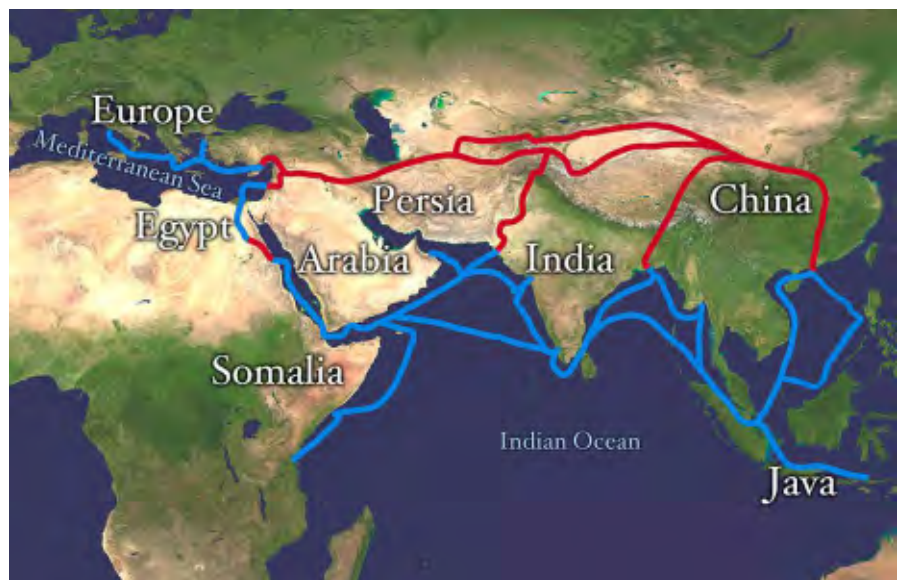 Europe
Mediterranean Sea
Egypt
Persia
Arabia
India
China
Somalia
Indian Ocean
Java